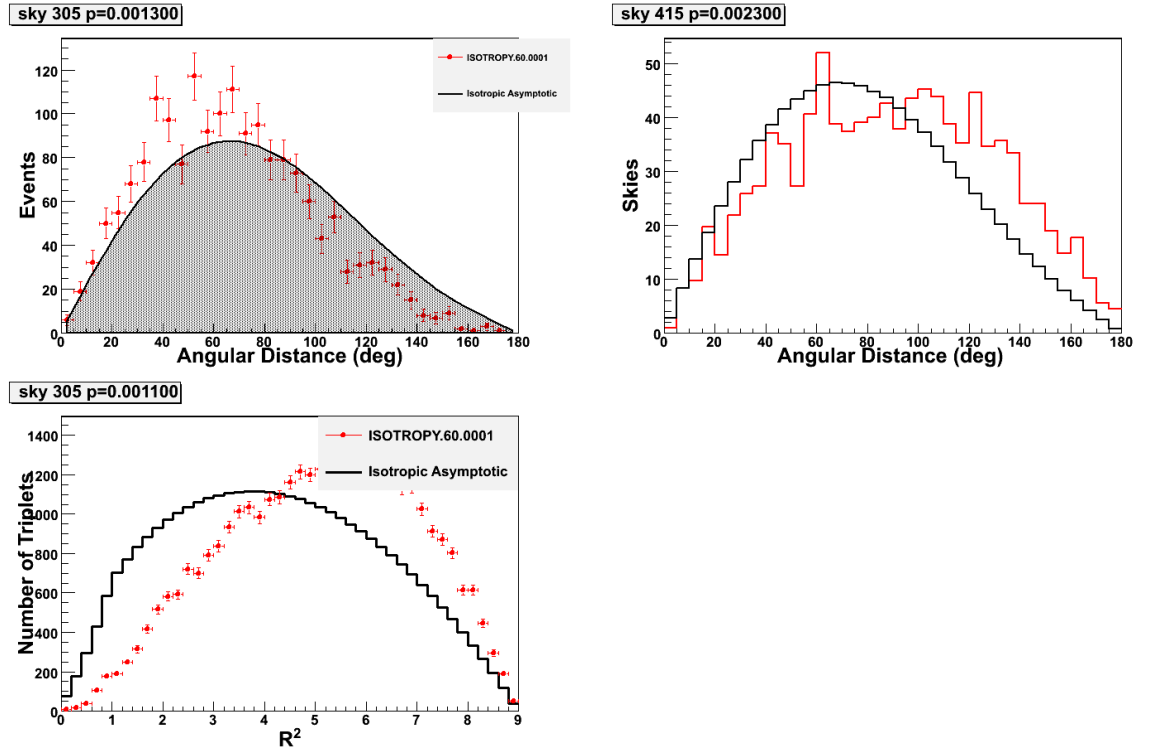 sky 305 p=0.001300
ISOTROPY.60.0001
Isotropic Asymptotic
Events
120
100
80
60
40
20
0
0 20 40 60 80 100 120 140 160 180
Angular Distance (deg)
sky 415 p=0.002300
Skies
50
40
30
20
10
0
0 20 40 60 80 100 120 140 160 180
Angular Distance (deg)
sky 305 p=0.001100
ISOTROPY.60.0001
Isotropic Asymptotic
Number of Triplets
1400
1200
1000
800
600
400
200
0
0 1 2 3 4 5 6 7 8 9
R²